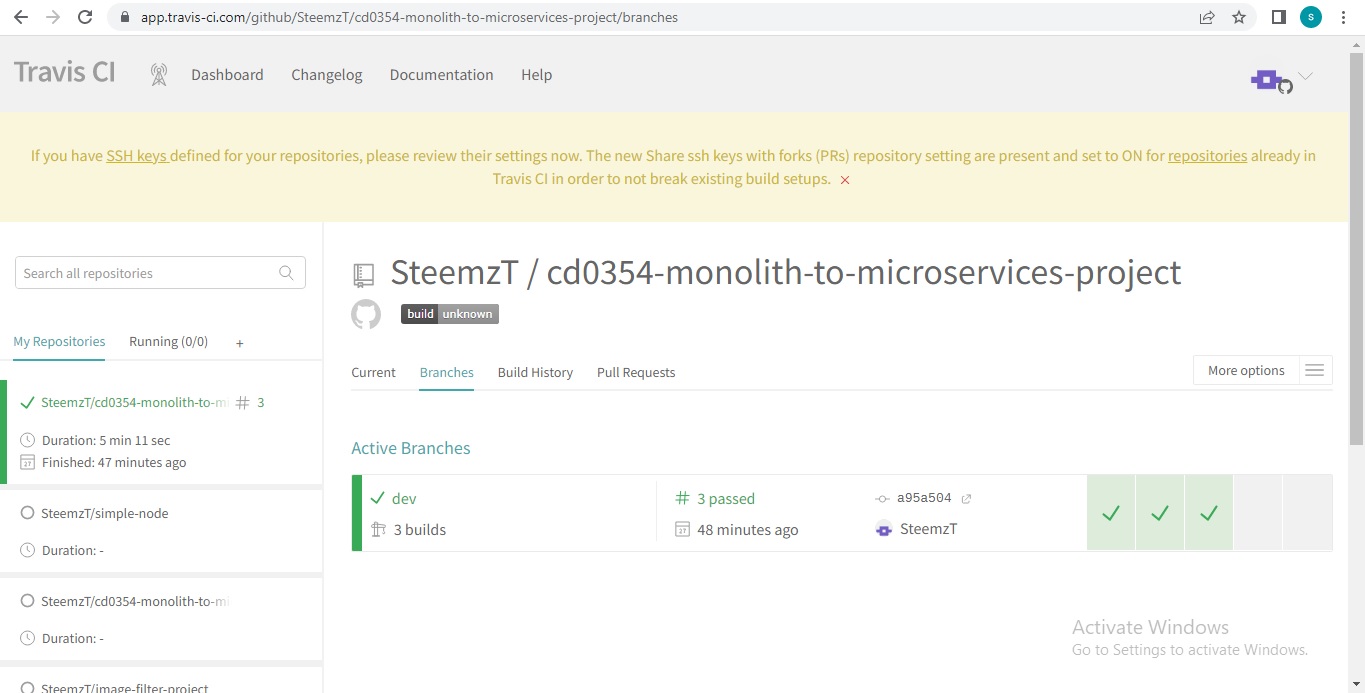 app.travis-ci.com/github/SteemzT/cd0354-monolith-to-microservices-project/branches
s
Travis CI
Dashboard
Changelog
Documentation
Help
If you have SSH keys defined for your repositories, please review their settings now. The new Share ssh keys with forks (PRs) repository setting are present and set to ON for repositories already in
Travis CI in order to not break existing build setups. ×
Search all repositories
My Repositories
Running (0/0)
+
SteemzT/cd0354-monolith-to-mi
# 3
Duration: 5 min 11 sec
27
Finished: 47 minutes ago
SteemzT/simple-node
Duration: -
SteemzT/cd0354-monolith-to-mi
Duration: -
SteemzT/image-filter-project
SteemzT / cd0354-monolith-to-microservices-project
build unknown
Current
Branches
Build History
Pull Requests
More options
Active Branches
dev
3 builds
# 3 passed
27
48 minutes ago
a95a504
SteemzT
Activate Windows
Go to Settings to activate Windows.